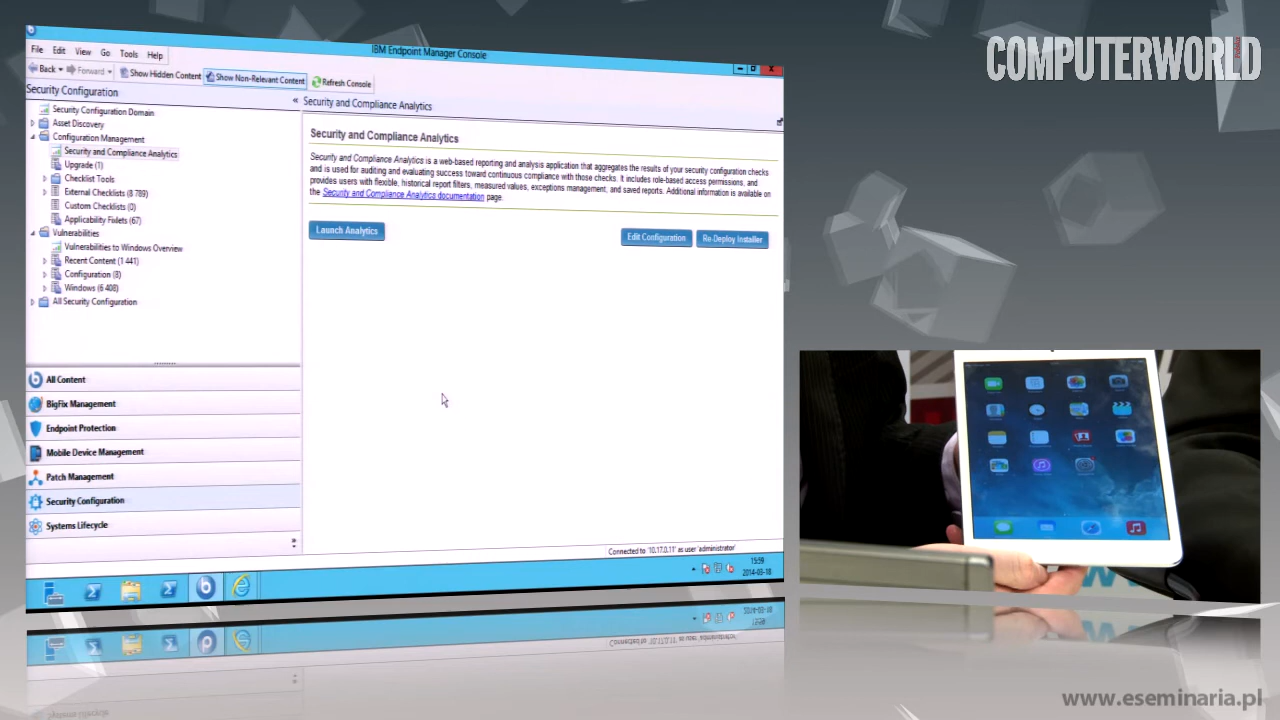 COMPUTERWORLD
IBM Endpoint Manager Console
File Edit View Go Tools Help
Back Forward Show Hidden Content Show Non-Relevant Content Refresh Console
Security Configuration
Security Configuration Domain
Asset Discovery
Configuration Management
Security and Compliance Analytics
Upgrade (1)
Checklist Tools
External Checklists (8 789)
Custom Checklists (0)
Applicability Fixlets (67)
Vulnerabilities
Vulnerabilities to Windows Overview
Recent Content (1 441)
Configuration (8)
Windows (6 408)
All Security Configuration
All Content
BigFix Management
Endpoint Protection
Mobile Device Management
Patch Management
Security Configuration
Systems Lifecycle
« Security and Compliance Analytics
Security and Compliance Analytics
Security and Compliance Analytics is a web-based reporting and analysis application that aggregates the results of your security configuration checks
and is used for auditing and evaluating success toward continuous compliance with those checks. It includes role-based access permissions, and
provides users with flexible, historical report filters, measured values, exceptions management, and saved reports. Additional information is available on
the Security and Compliance Analytics documentation page.
Launch Analytics
Edit Configuration Re-Deploy Installer
Connected to '10.17.0.11' as user 'administrator'
15:59
2014-03-18
www.eseminaria.pl